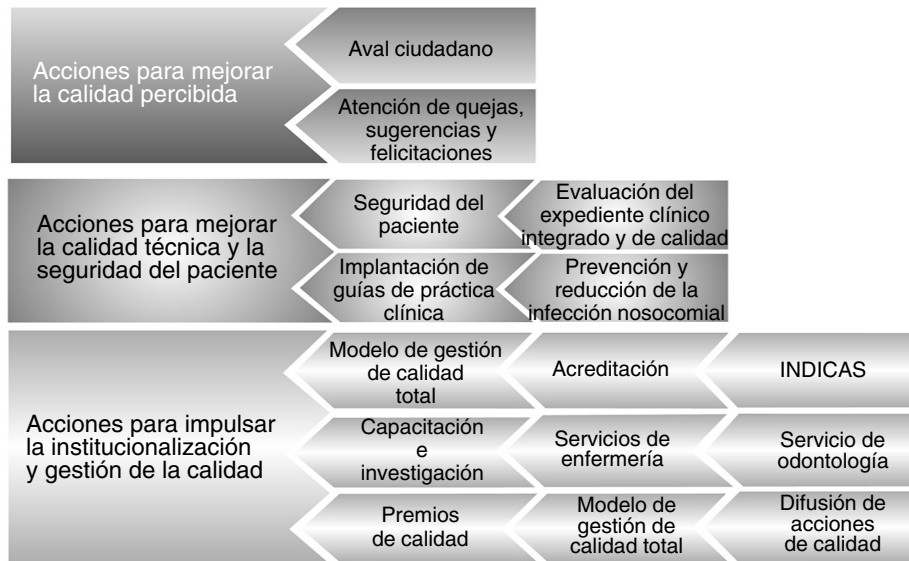 Acciones para mejorar
la calidad percibida
Aval ciudadano
Atención de quejas,
sugerencias y
felicitaciones
Acciones para mejorar
la calidad técnica y la
seguridad del paciente
Seguridad del
paciente
Evaluación del
expediente clínico
integrado y de calidad
Implantación de
guías de práctica
clínica
Prevención y
reducción de la
infección nosocomial
Acciones para impulsar
la institucionalización
y gestión de la calidad
Modelo de gestión
de calidad
total
Acreditación
INDICAS
Capacitación
e
investigación
Servicios de
enfermería
Servicio de
odontología
Premios
de calidad
Modelo de
gestión de
calidad total
Difusión de
acciones
de calidad